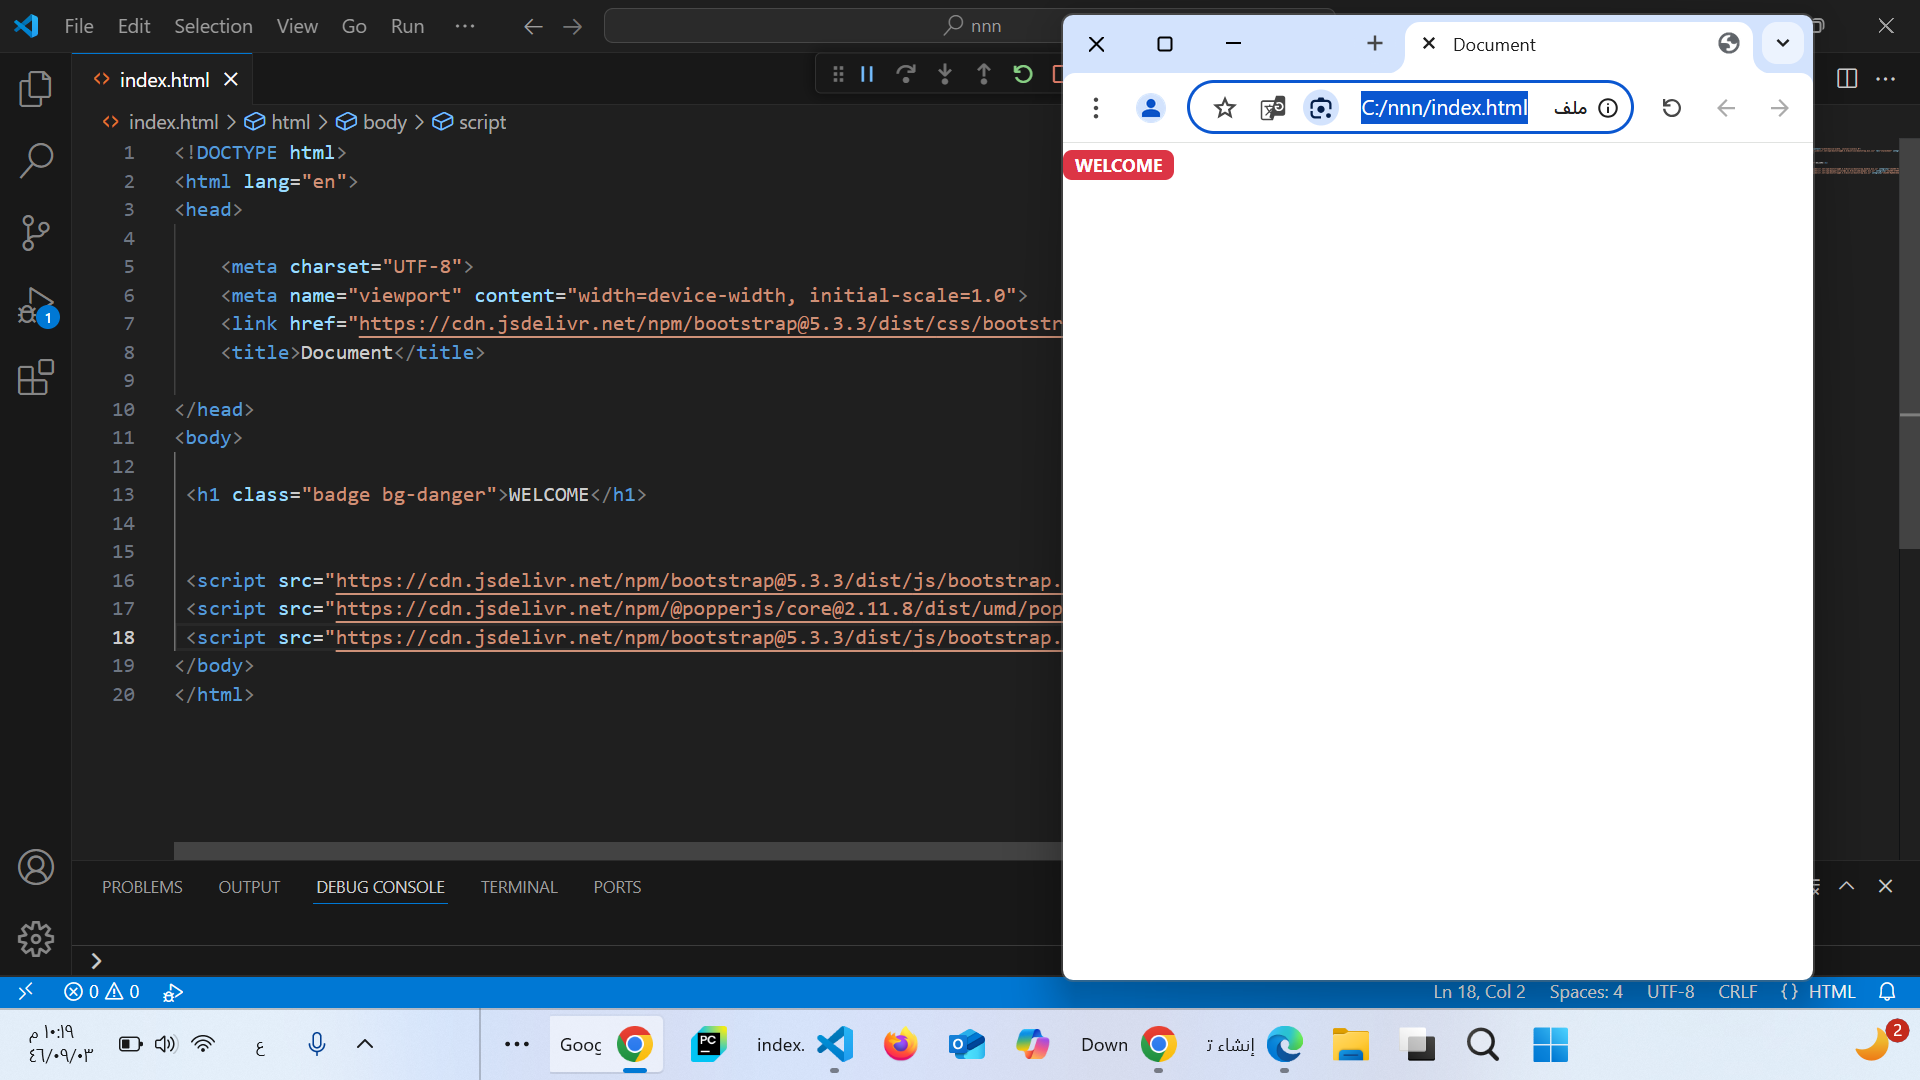 File Edit Selection View Go Run ··· nnn
index.html
index.html > html > body > script
1 <!DOCTYPE html>
2 <html lang="en">
3 <head>
4
5 <meta charset="UTF-8">
6 <meta name="viewport" content="width=device-width, initial-scale=1.0">
7 <link href="https://cdn.jsdelivr.net/npm/bootstrap@5.3.3/dist/css/bootstr
8 <title>Document</title>
9
10 </head>
11 <body>
12
13 <h1 class="badge bg-danger">WELCOME</h1>
14
15
16 <script src="https://cdn.jsdelivr.net/npm/bootstrap@5.3.3/dist/js/bootstrap.
17 <script src="https://cdn.jsdelivr.net/npm/@popperjs/core@2.11.8/dist/umd/pop
18 <script src="https://cdn.jsdelivr.net/npm/bootstrap@5.3.3/dist/js/bootstrap.
19 </body>
20 </html>
1
PROBLEMS OUTPUT DEBUG CONSOLE TERMINAL PORTS
Document
C:/nnn/index.html ملف
WELCOME
0 0 Ln 18, Col 2 Spaces: 4 UTF-8 CRLF {} HTML
١٠:١٩ م
٤٦/٠٩/٠٣
ع
Goog PC index. Down إنشاء ت 2